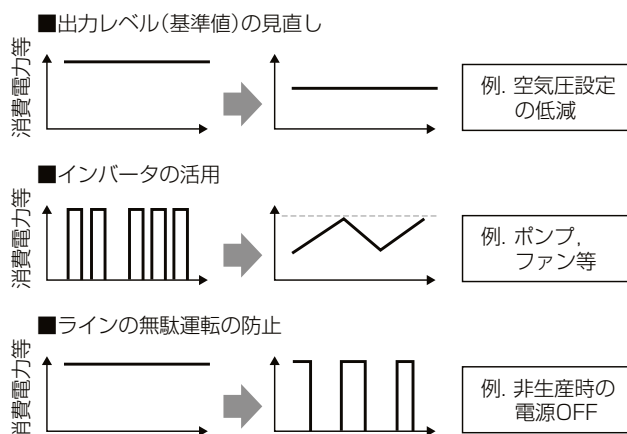 ■出力レベル(基準値)の見直し
消費電力等
例. 空気圧設定
の低減
■インバータの活用
消費電力等
例. ポンプ,
ファン等
■ラインの無駄運転の防止
消費電力等
例. 非生産時の
電源OFF